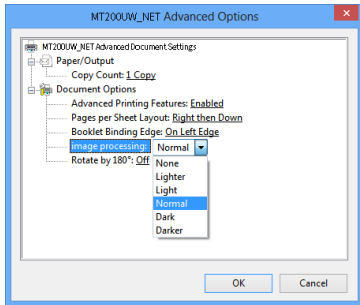 MT200UW_NET Advanced Options
MT200UW_NET Advanced Document Settings
Paper/Output
Copy Count: 1 Copy
Document Options
Advanced Printing Features: Enabled
Pages per Sheet Layout: Right then Down
Booklet Binding Edge: On Left Edge
image processing: Normal
Rotate by 180°: Off
None
Lighter
Light
Normal
Dark
Darker
OK Cancel